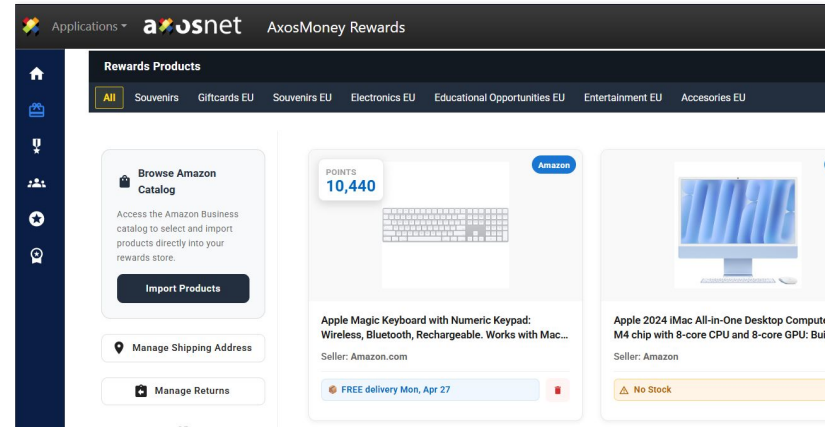 Applications
axosnet
AxosMoney Rewards
Rewards Products
All Souvenirs Giftcards EU Souvenirs EU Electronics EU Educational Opportunities EU Entertainment EU Accesories EU
Browse Amazon
Catalog
Access the Amazon Business
catalog to select and import
products directly into your
rewards store.
Import Products
Manage Shipping Address
Manage Returns
POINTS
10,440
Amazon
Apple Magic Keyboard with Numeric Keypad:
Wireless, Bluetooth, Rechargeable. Works with Mac...
Seller: Amazon.com
FREE delivery Mon, Apr 27
Apple 2024 iMac All-in-One Desktop Compute
M4 chip with 8-core CPU and 8-core GPU: Bui
Seller: Amazon
No Stock